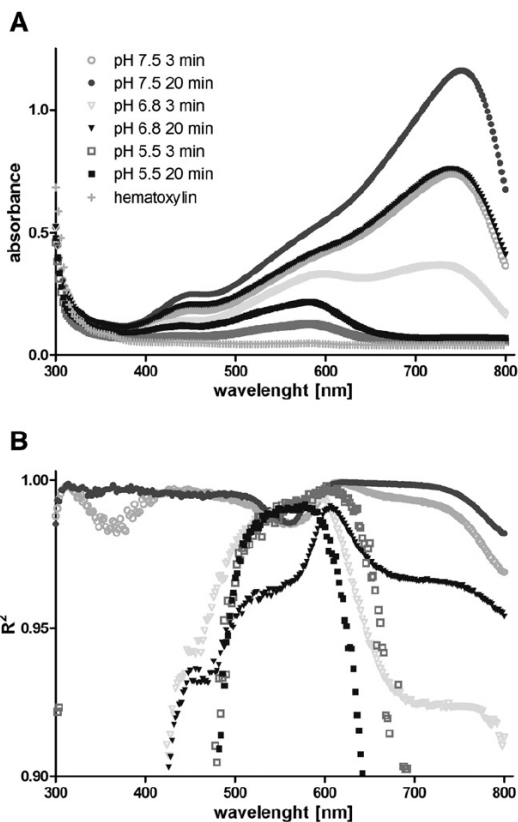 A
pH 7.5 3 min
pH 7.5 20 min
pH 6.8 3 min
pH 6.8 20 min
pH 5.5 3 min
pH 5.5 20 min
hematoxylin
absorbance
1.0
0.5
0.0
300 400 500 600 700 800
wavelenght [nm]
B
R²
1.00
0.95
0.90
300 400 500 600 700 800
wavelenght [nm]